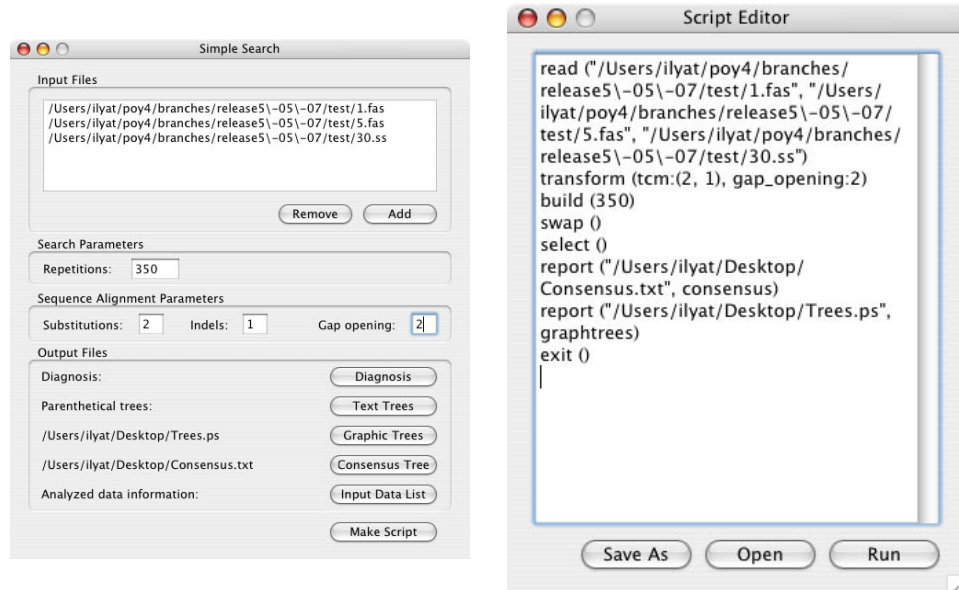 Simple Search
Input Files
/Users/ilyat/poy4/branches/release5\-05\-07/test/1.fas
/Users/ilyat/poy4/branches/release5\-05\-07/test/5.fas
/Users/ilyat/poy4/branches/release5\-05\-07/test/30.ss
Remove Add
Search Parameters
Repetitions: 350
Sequence Alignment Parameters
Substitutions: 2 Indels: 1 Gap opening: 2
Output Files
Diagnosis: Diagnosis
Parenthetical trees: Text Trees
/Users/ilyat/Desktop/Trees.ps Graphic Trees
/Users/ilyat/Desktop/Consensus.txt Consensus Tree
Analyzed data information: Input Data List
Make Script
Script Editor
read ("/Users/ilyat/poy4/branches/
release5\-05\-07/test/1.fas", "/Users/
ilyat/poy4/branches/release5\-05\-07/
test/5.fas", "/Users/ilyat/poy4/branches/
release5\-05\-07/test/30.ss")
transform (tcm:(2, 1), gap_opening:2)
build (350)
swap ()
select ()
report ("/Users/ilyat/Desktop/
Consensus.txt", consensus)
report ("/Users/ilyat/Desktop/Trees.ps",
graphtrees)
exit ()
Save As Open Run